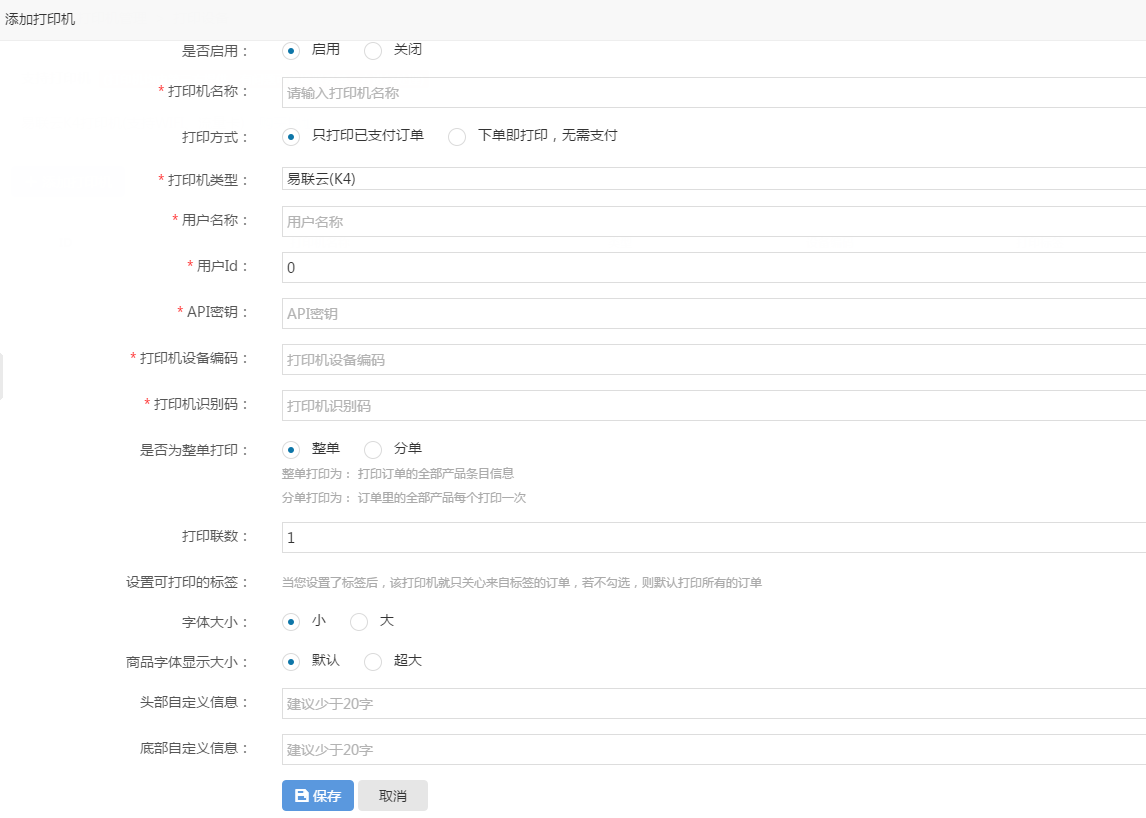 添加打印机
是否启用： 启用 关闭
* 打印机名称： 请输入打印机名称
打印方式： 只打印已支付订单 下单即打印，无需支付
* 打印机类型： 易联云(K4)
* 用户名称： 用户名称
* 用户Id： 0
* API密钥： API密钥
* 打印机设备编码： 打印机设备编码
* 打印机识别码： 打印机识别码
是否为整单打印： 整单 分单
整单打印为： 打印订单的全部产品条目信息
分单打印为： 订单里的全部产品每个打印一次
打印联数： 1
设置可打印的标签： 当您设置了标签后，该打印机就只关心来自标签的订单，若不勾选，则默认打印所有的订单
字体大小： 小 大
商品字体显示大小： 默认 超大
头部自定义信息： 建议少于20字
底部自定义信息： 建议少于20字
保存 取消